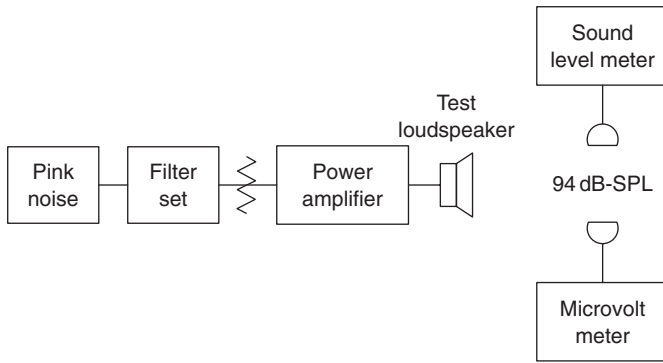 Sound
level meter
Test
loudspeaker
Pink
noise
Filter
set
Power
amplifier
94 dB-SPL
Microvolt
meter